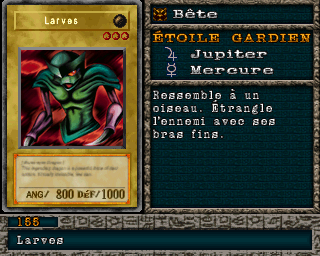 Larves
Bête
ÉTOILE GARDIEN
Jupiter
Mercure
Ressemble à un
oiseau. Étrangle
l'ennemi avec ses
bras fins.
ANG/ 800 DÉF/1000
155
Larves